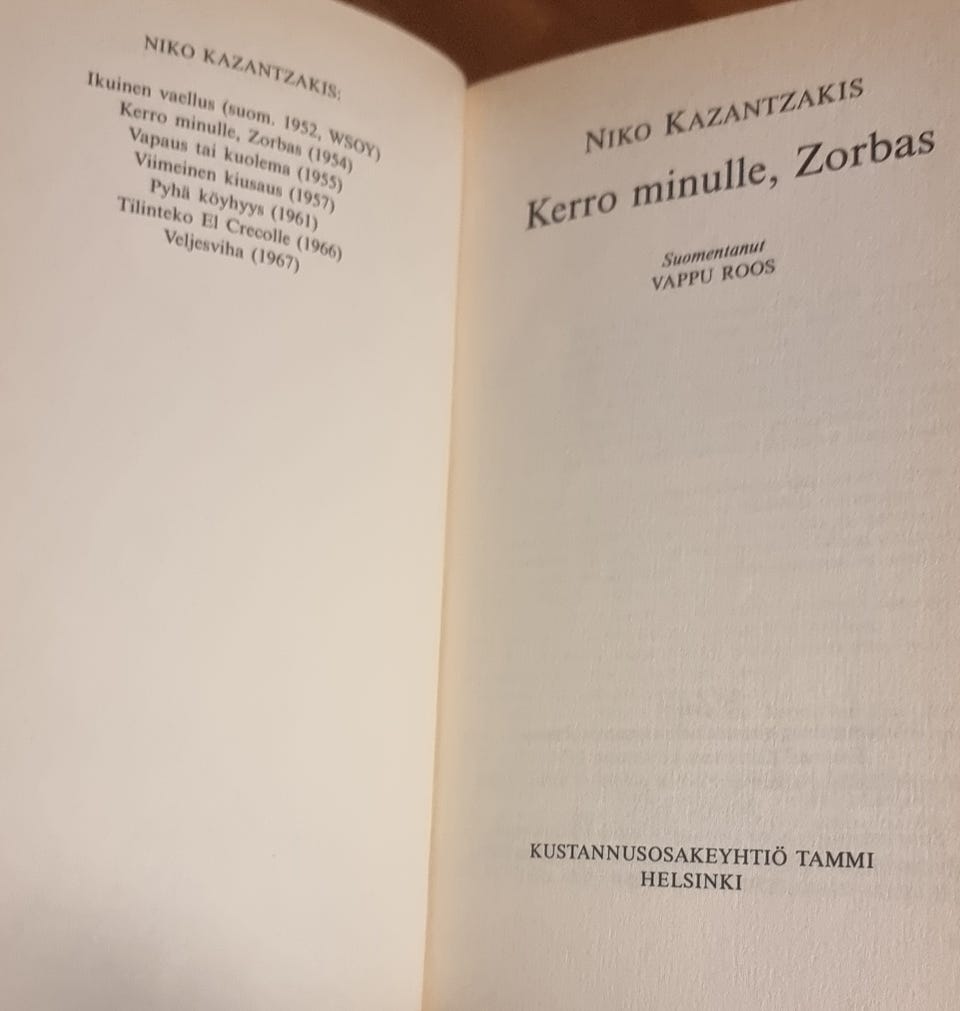 NIKO KAZANTZAKIS:
Ikuinen vaellus (suom. 1952, WSOY)
Kerro minulle, Zorbas (1954)
Vapaus tai kuolema (1955)
Viimeinen kiusaus (1957)
Pyhä köyhyys (1961)
Tilinteko El Crecolle (1966)
Veljesviha (1967)
NIKO KAZANTZAKIS
Kerro minulle, Zorbas
Suomentanut
VAPPU ROOS
KUSTANNUSOSAKEYHTIÖ TAMMI
HELSINKI